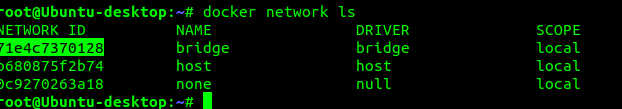 root@Ubuntu-desktop:~# docker network ls
NETWORK ID NAME DRIVER SCOPE
71e4c7370128 bridge bridge local
b680875f2b74 host host local
0c9270263a18 none null local
root@Ubuntu-desktop:~#